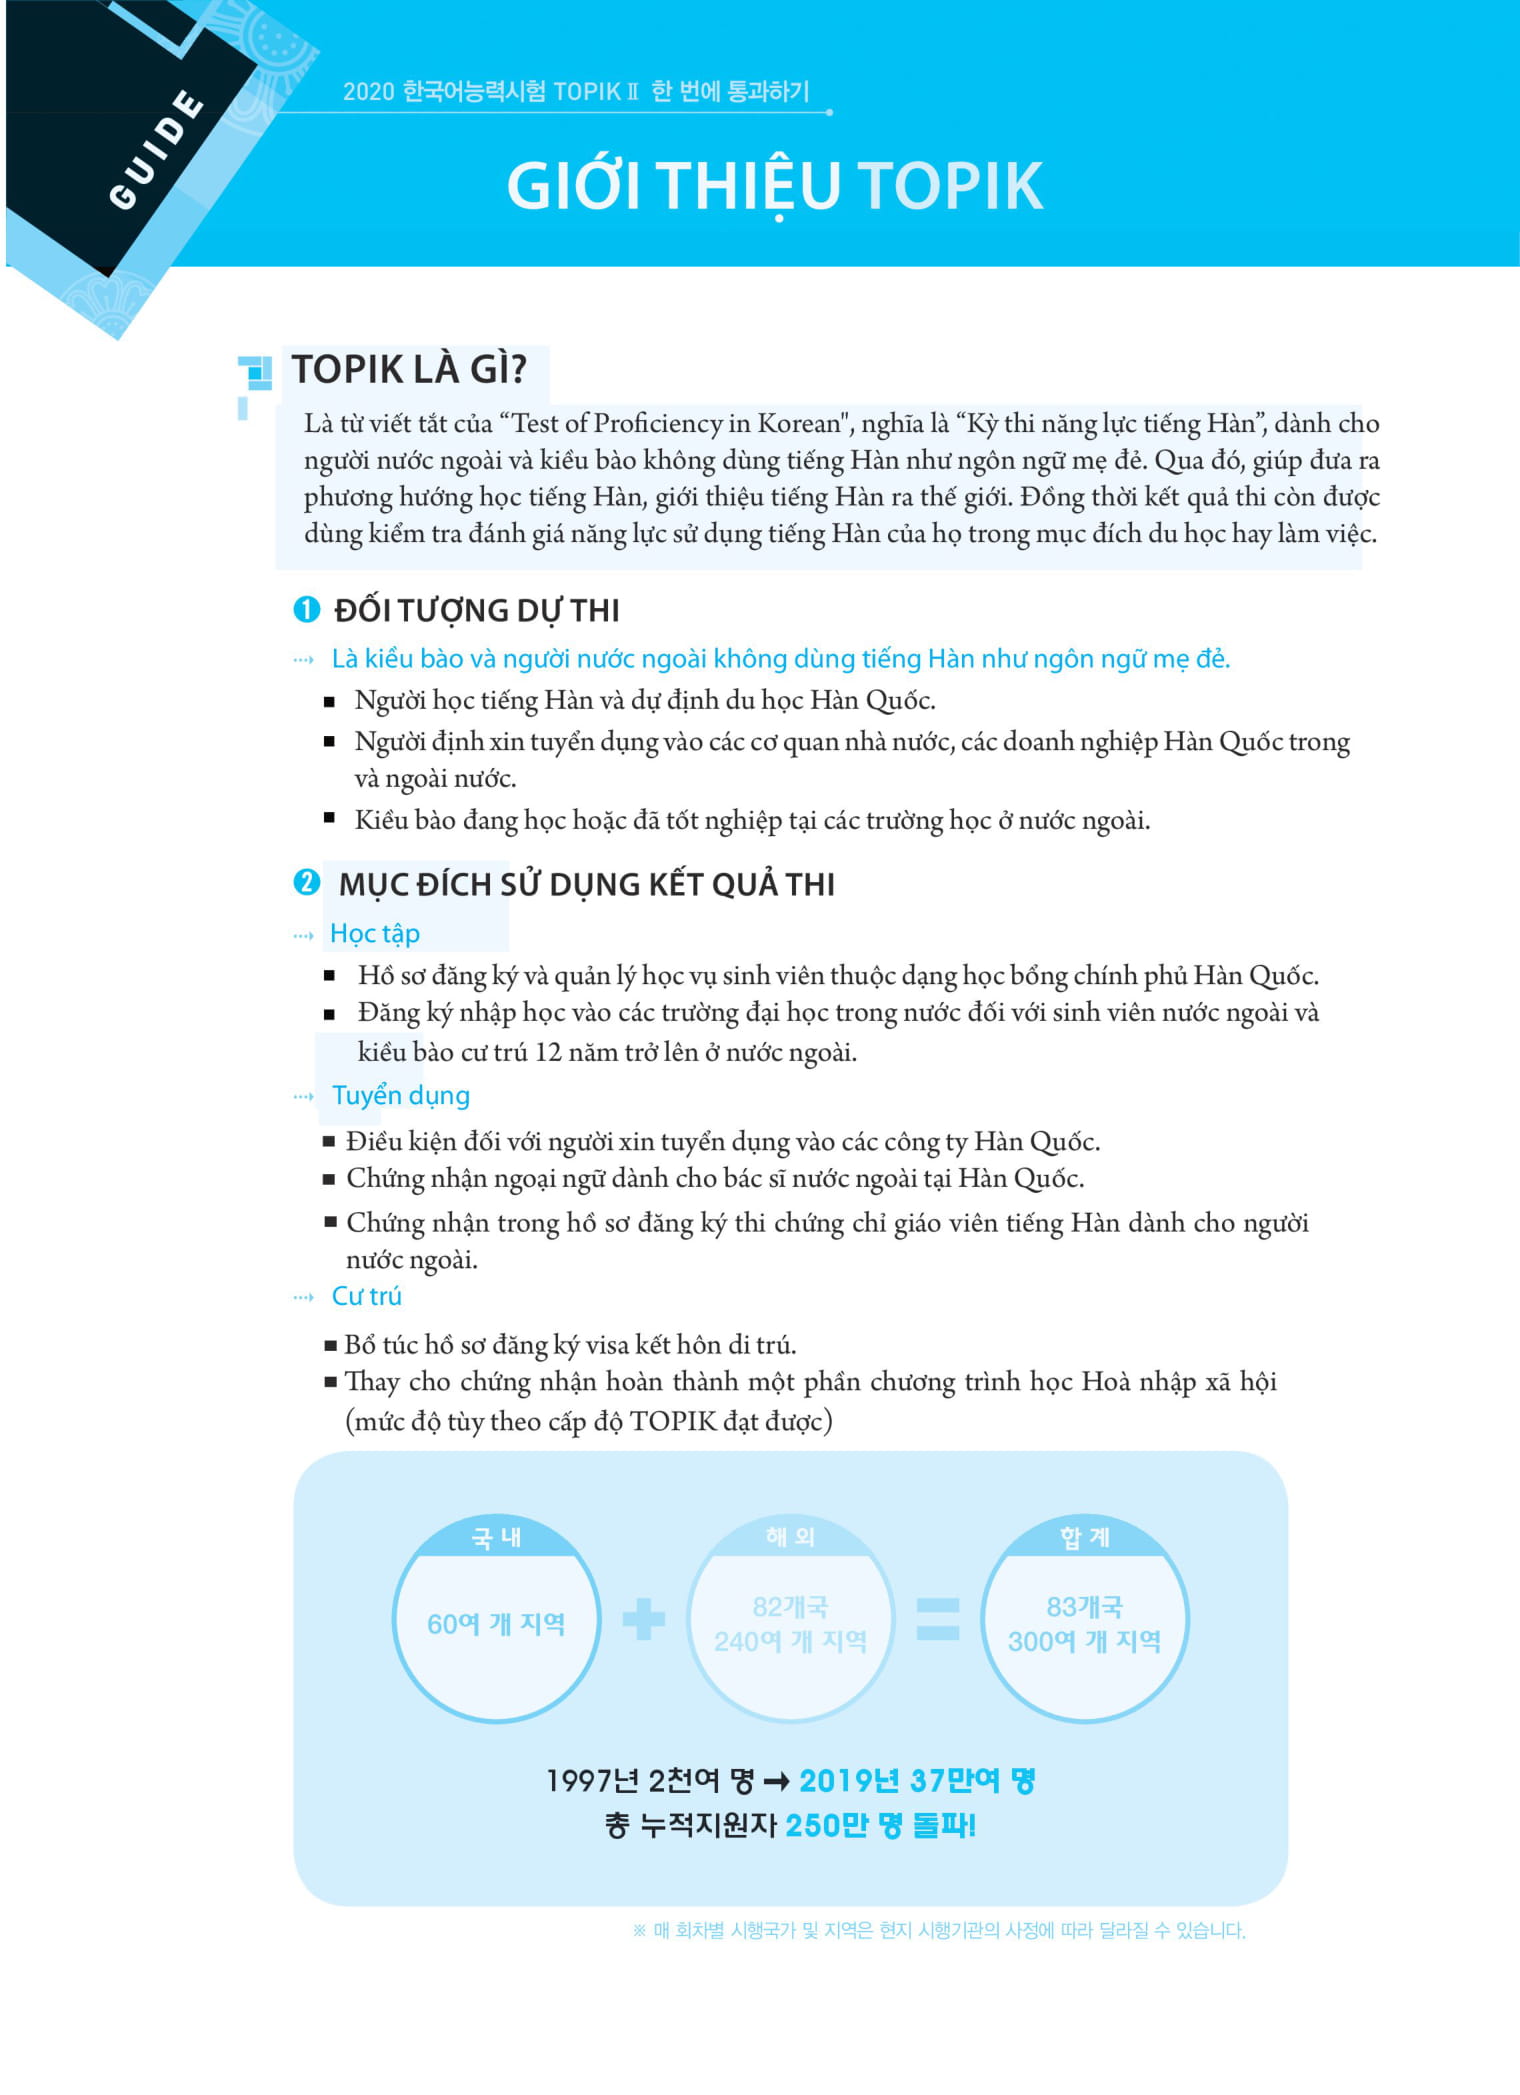 GUIDE
2020 한국어능력시험 TOPIK Ⅱ 한 번에 통과하기
GIỚI THIỆU TOPIK
TOPIK LÀ GÌ?
Là từ viết tắt của “Test of Proficiency in Korean", nghĩa là “Kỳ thi năng lực tiếng Hàn”, dành cho
người nước ngoài và kiều bào không dùng tiếng Hàn như ngôn ngữ mẹ đẻ. Qua đó, giúp đưa ra
phương hướng học tiếng Hàn, giới thiệu tiếng Hàn ra thế giới. Đồng thời kết quả thi còn được
dùng kiểm tra đánh giá năng lực sử dụng tiếng Hàn của họ trong mục đích du học hay làm việc.
1 ĐỐI TƯỢNG DỰ THI
Là kiều bào và người nước ngoài không dùng tiếng Hàn như ngôn ngữ mẹ đẻ.
■ Người học tiếng Hàn và dự định du học Hàn Quốc.
■ Người định xin tuyển dụng vào các cơ quan nhà nước, các doanh nghiệp Hàn Quốc trong
và ngoài nước.
■ Kiều bào đang học hoặc đã tốt nghiệp tại các trường học ở nước ngoài.
2 MỤC ĐÍCH SỬ DỤNG KẾT QUẢ THI
Học tập
■ Hồ sơ đăng ký và quản lý học vụ sinh viên thuộc dạng học bổng chính phủ Hàn Quốc.
■ Đăng ký nhập học vào các trường đại học trong nước đối với sinh viên nước ngoài và
kiều bào cư trú 12 năm trở lên ở nước ngoài.
Tuyển dụng
■ Điều kiện đối với người xin tuyển dụng vào các công ty Hàn Quốc.
■ Chứng nhận ngoại ngữ dành cho bác sĩ nước ngoài tại Hàn Quốc.
■ Chứng nhận trong hồ sơ đăng ký thi chứng chỉ giáo viên tiếng Hàn dành cho người
nước ngoài.
Cư trú
■ Bổ túc hồ sơ đăng ký visa kết hôn di trú.
■ Thay cho chứng nhận hoàn thành một phần chương trình học Hoà nhập xã hội
(mức độ tùy theo cấp độ TOPIK đạt được)
국내
60여 개 지역
+
해외
82개국
240여 개 지역
=
합계
83개국
300여 개 지역
1997년 2천여 명 ➞ 2019년 37만여 명
총 누적지원자 250만 명 돌파!
※ 매 회차별 시행국가 및 지역은 현지 시행기관의 사정에 따라 달라질 수 있습니다.